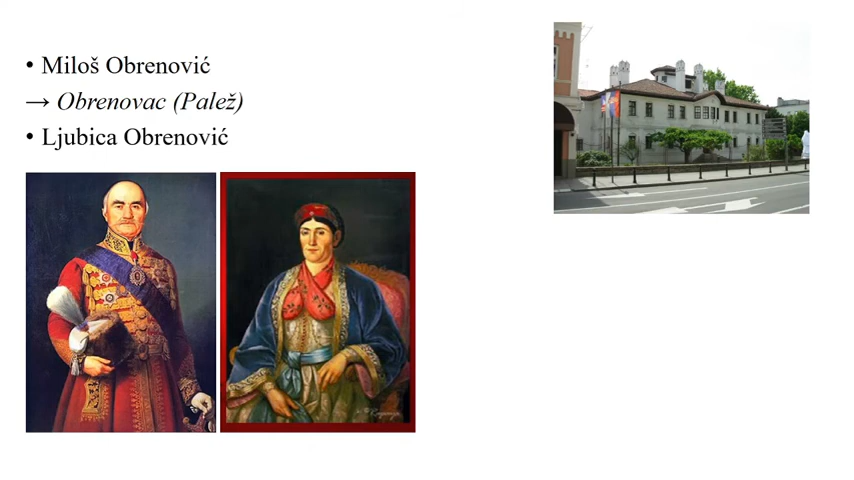 • Miloš Obrenović
→ Obrenovac (Palež)
• Ljubica Obrenović